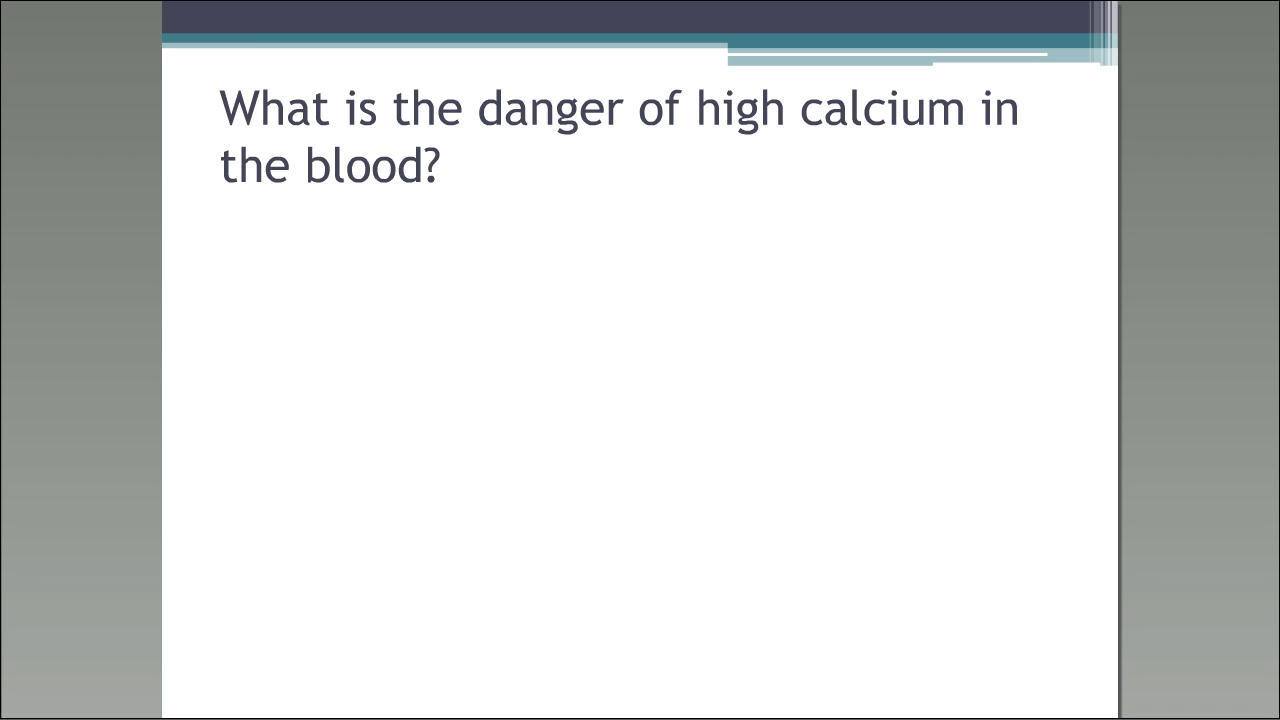 What is the danger of high calcium in
the blood?